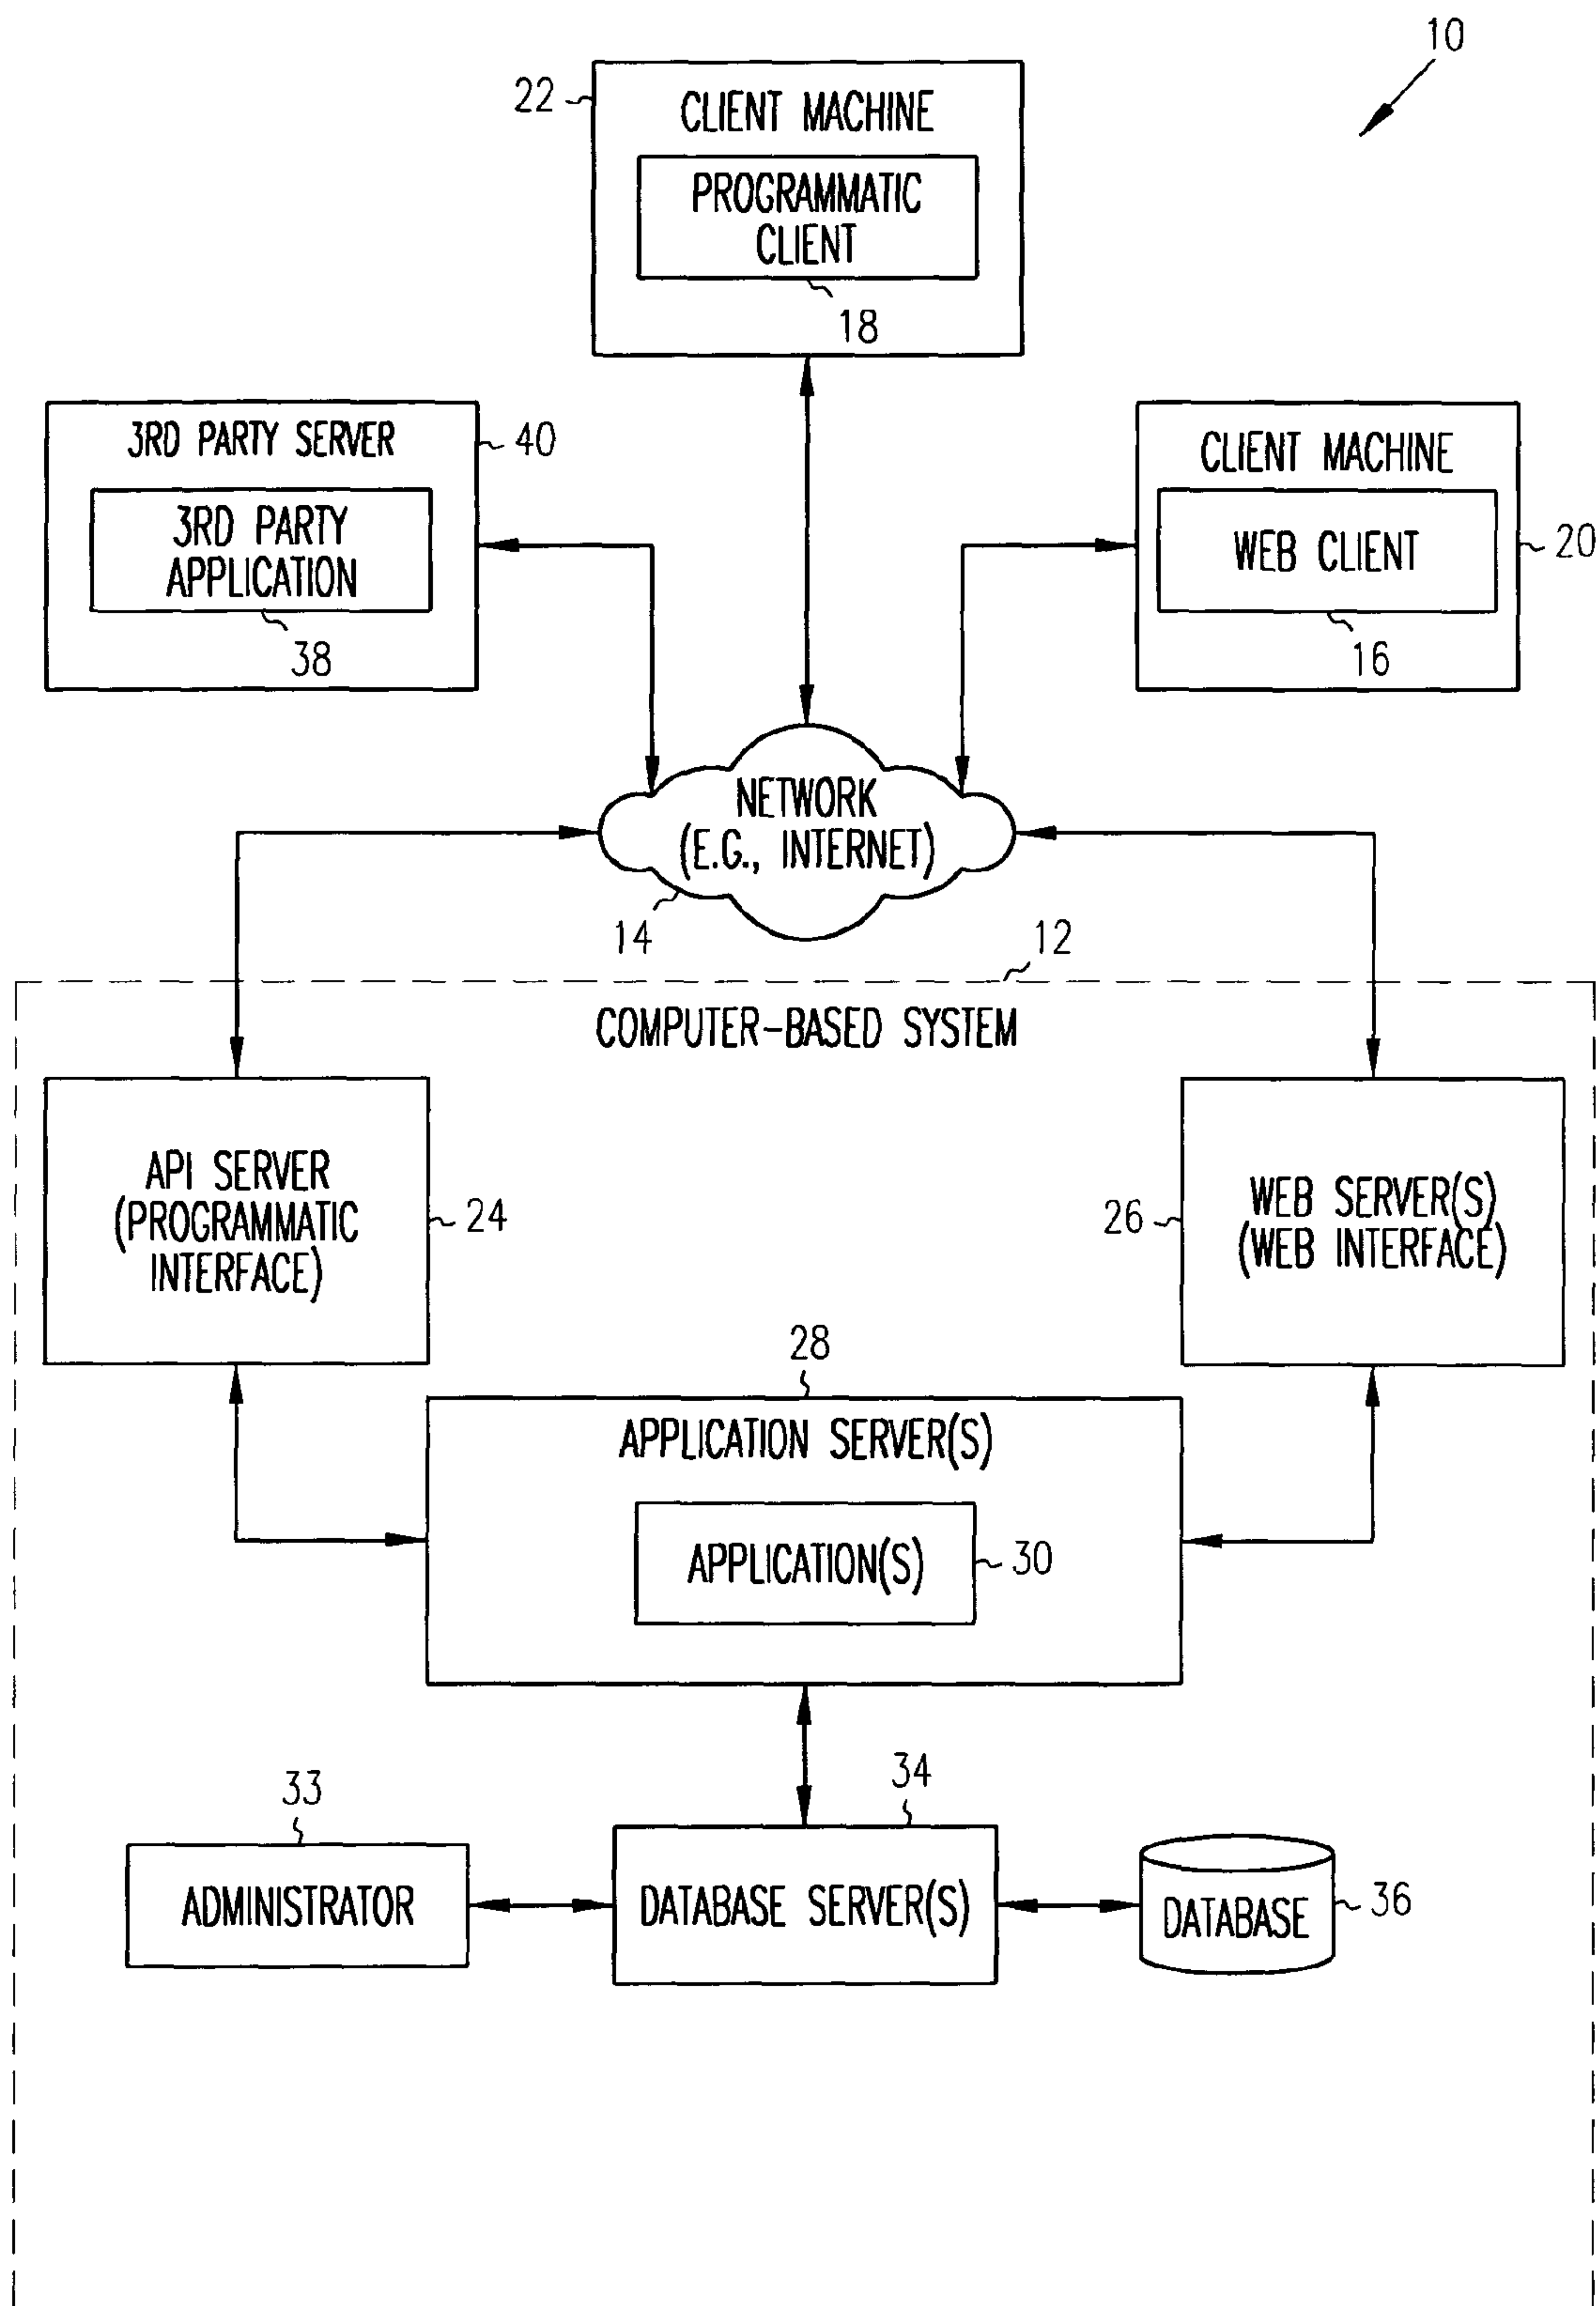 10
22
CLIENT MACHINE
PROGRAMMATIC
CLIENT
18
3RD PARTY SERVER
40
3RD PARTY
APPLICATION
38
CLIENT MACHINE
WEB CLIENT
20
16
NETWORK
(E.G., INTERNET)
14
12
COMPUTER-BASED SYSTEM
API SERVER
(PROGRAMMATIC
INTERFACE)
24
26
WEB SERVER(S)
(WEB INTERFACE)
28
APPLICATION SERVER(S)
APPLICATION(S)
30
33
ADMINISTRATOR
34
DATABASE SERVER(S)
DATABASE
36